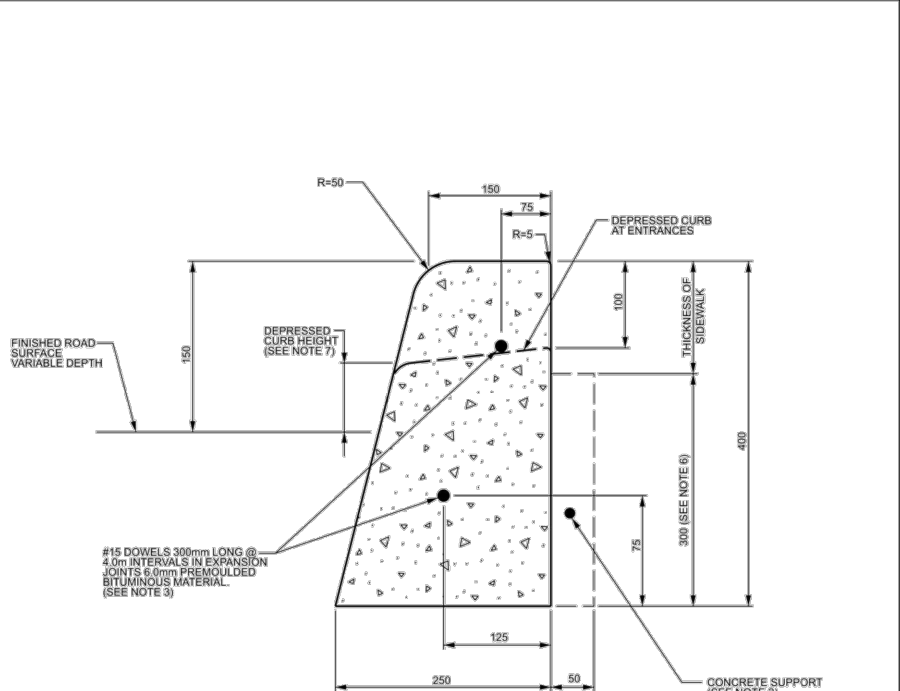 R=50
150
75
R=5
DEPRESSED CURB
AT ENTRANCES
100
THICKNESS OF
SIDEWALK
150
DEPRESSED
CURB HEIGHT
(SEE NOTE 7)
FINISHED ROAD
SURFACE
VARIABLE DEPTH
400
300 (SEE NOTE 6)
75
#15 DOWELS 300mm LONG @
4.0m INTERVALS IN EXPANSION
JOINTS 6.0mm PREMOULDED
BITUMINOUS MATERIAL.
(SEE NOTE 3)
125
250
50
CONCRETE SUPPORT
(SEE NOTE